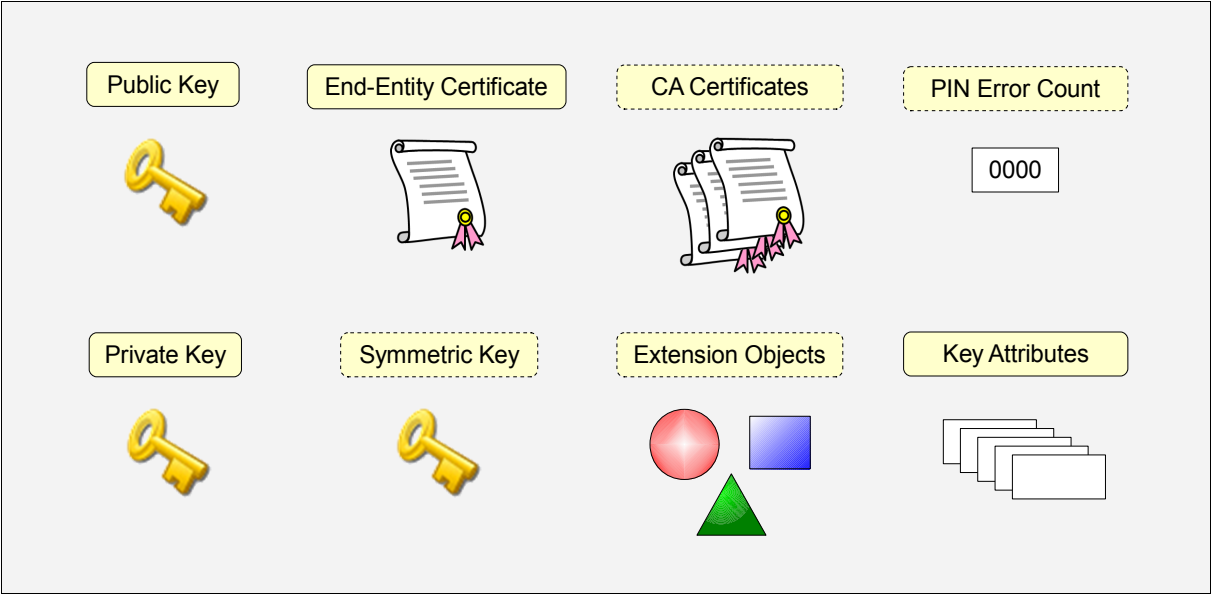 Public Key
End-Entity Certificate
CA Certificates
PIN Error Count
0000
Private Key
Symmetric Key
Extension Objects
Key Attributes